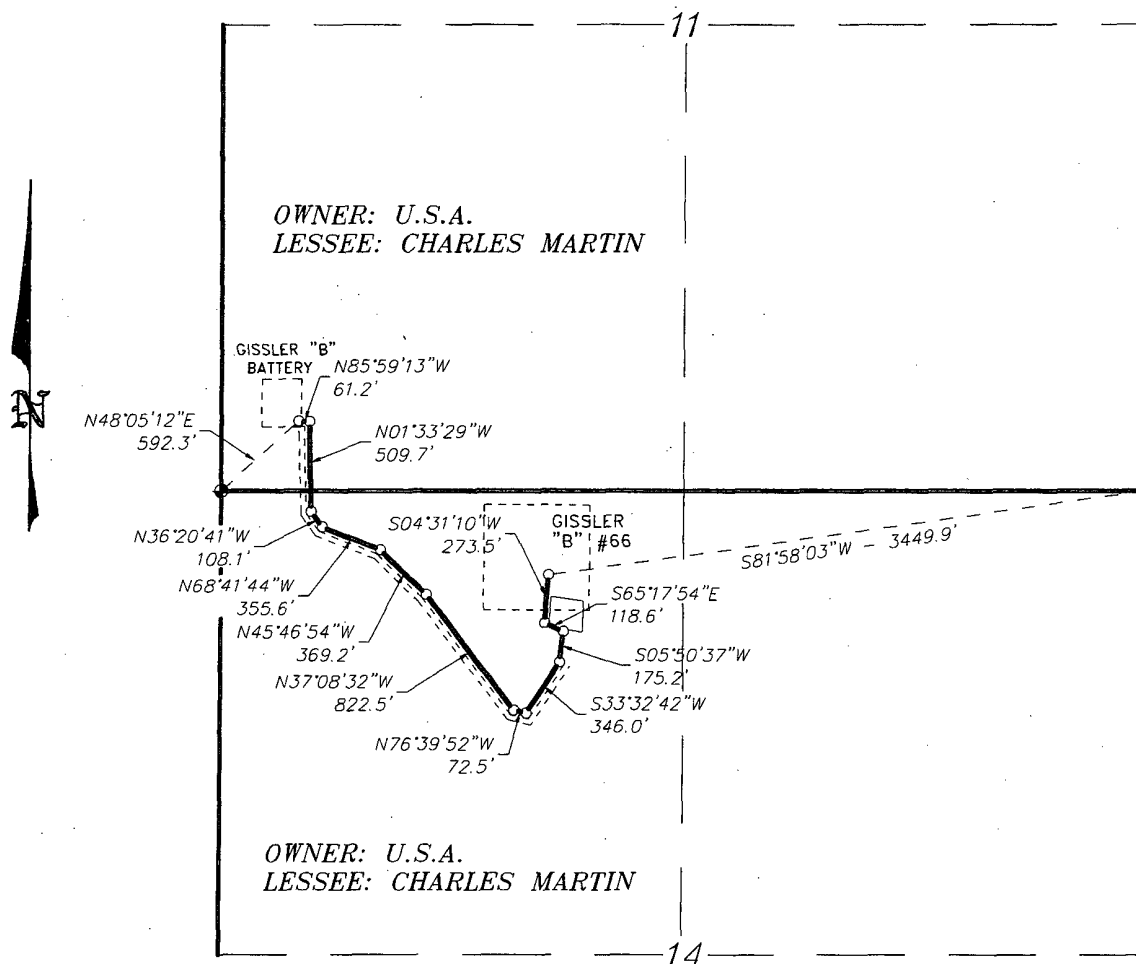 11
OWNER: U.S.A.
LESSEE: CHARLES MARTIN
GISSLER "B"
BATTERY
N85°59'13"W
61.2'
N
N48°05'12"E
592.3'
N01°33'29"W
509.7'
N36°20'41"W
108.1'
S04°31'10"W
273.5'
GISSLER
"B" #66
S81°58'03"W - 3449.9'
N68°41'44"W
355.6'
S65°17'54"E
118.6'
N45°46'54"W
369.2'
S05°50'37"W
175.2'
N37°08'32"W
822.5'
S33°32'42"W
346.0'
N76°39'52"W
72.5'
OWNER: U.S.A.
LESSEE: CHARLES MARTIN
14